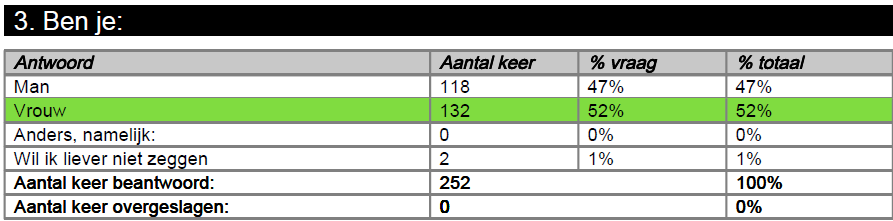 3. Ben je:
Antwoord Aantal keer % vraag % totaal
Man 118 47% 47%
Vrouw 132 52% 52%
Anders, namelijk: 0 0% 0%
Wil ik liever niet zeggen 2 1% 1%
Aantal keer beantwoord: 252 100%
Aantal keer overgeslagen: 0 0%